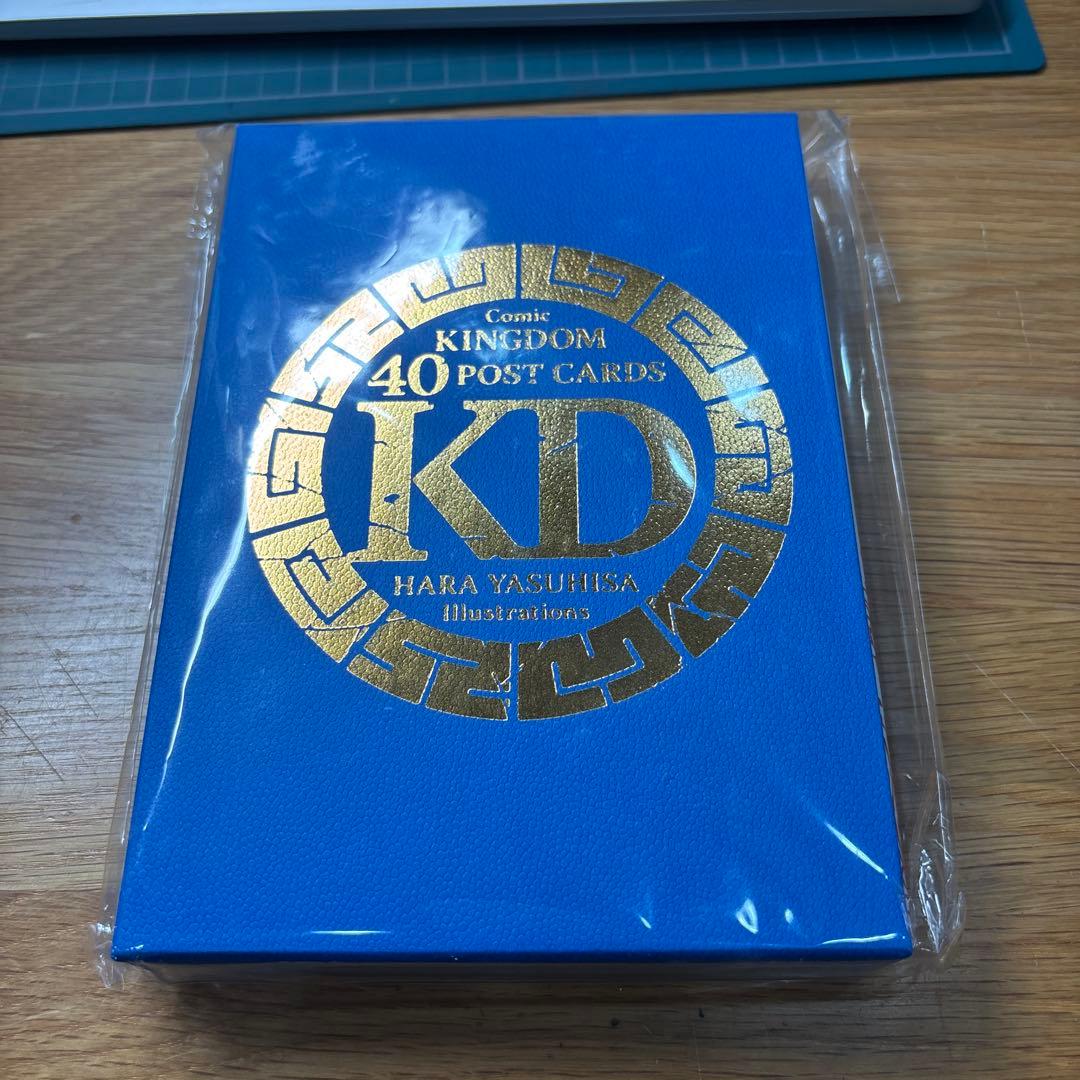 Comic
KINGDOM
40 POST CARDS
KD
HARA YASUHISA
Illustrations